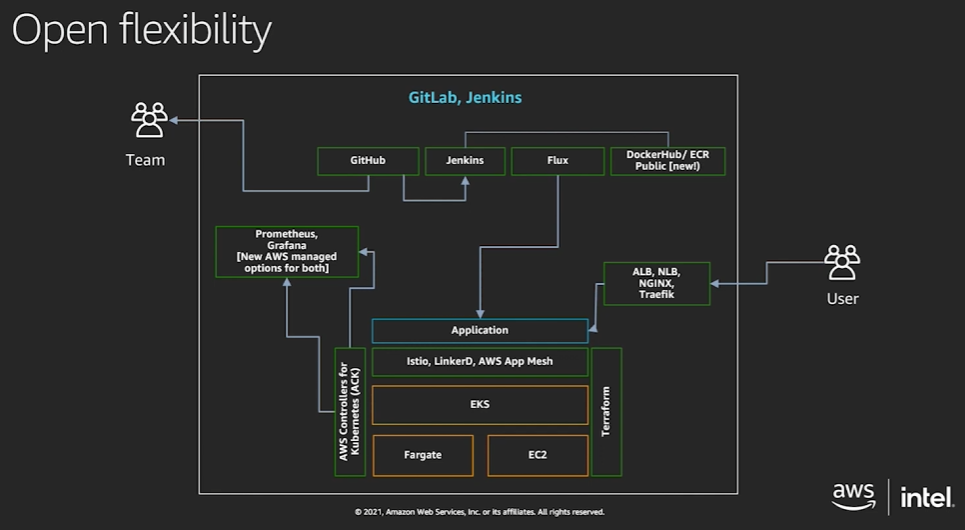 Open flexibility
GitLab, Jenkins
Team
GitHub
Jenkins
Flux
DockerHub/ ECR
Public [new!)
Prometheus,
Grafana
[New AWS managed
options for both]
ALB, NLB,
NGINX,
Traefik
User
Application
Istio, LinkerD, AWS App Mesh
AWS Controllers for
Kubernetes (ACK)
EKS
Terraform
Fargate
EC2
aws
intel.
© 2021, Amazon Web Services, Inc. or its affiliates. All rights reserved.